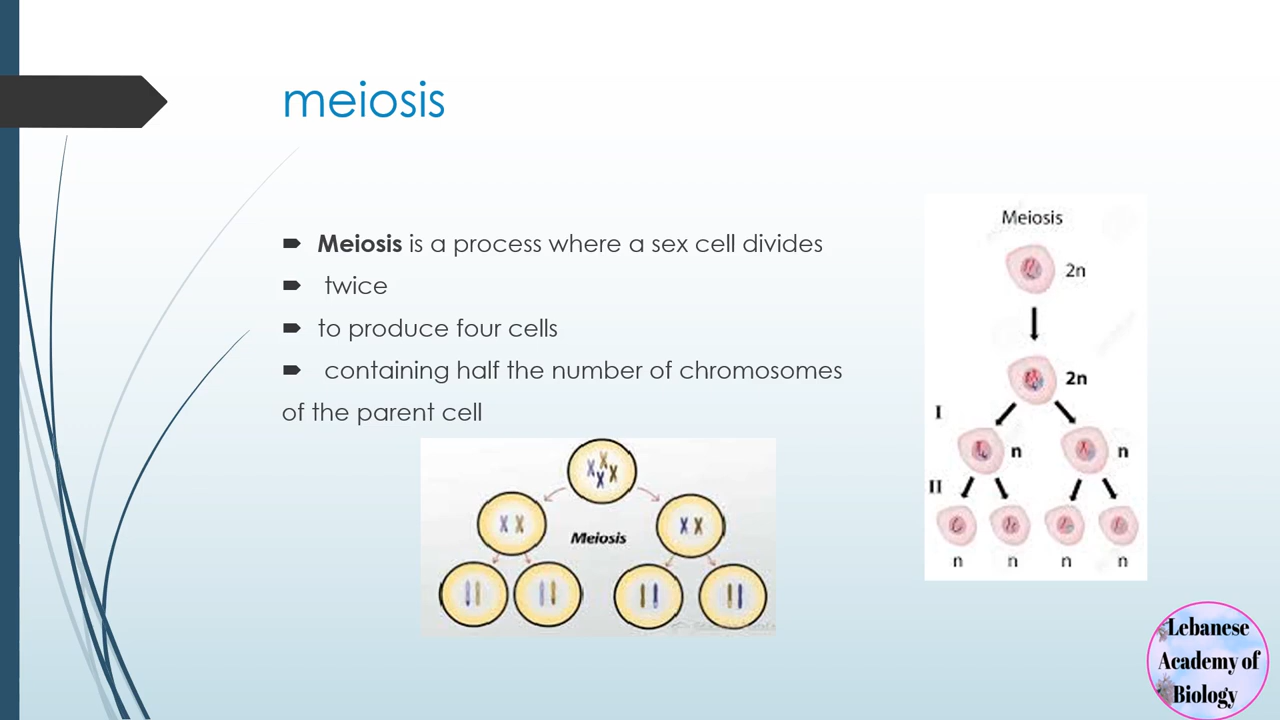 meiosis
Meiosis is a process where a sex cell divides
twice
to produce four cells
containing half the number of chromosomes
of the parent cell
Meiosis
Meiosis
2n
2n
I
n
n
II
n
n
n
n
Lebanese
Academy of
Biology